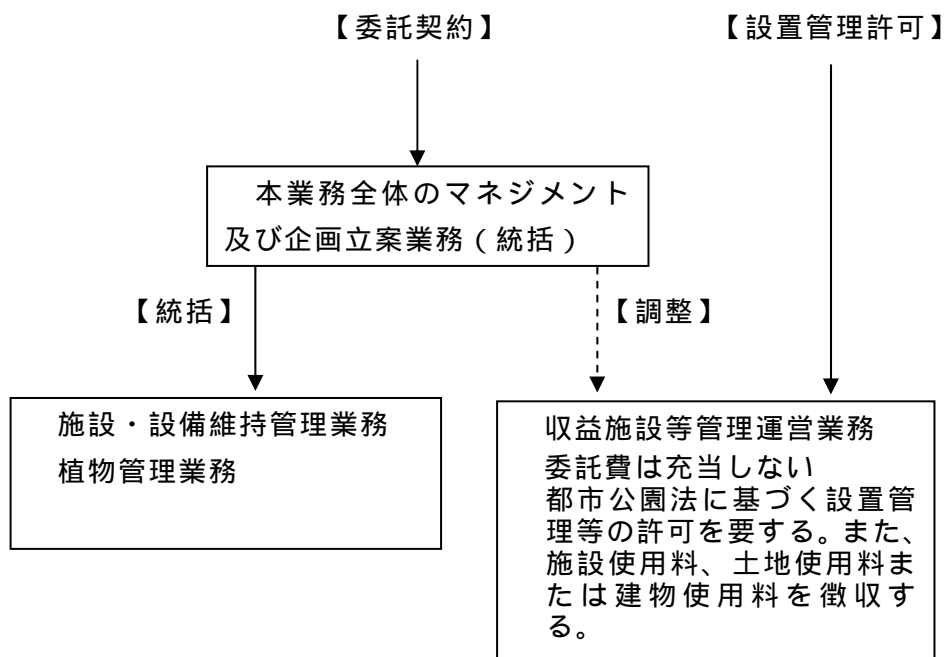 【委託契約】
【設置管理許可】
本業務全体のマネジメント
及び企画立案業務(統括)
【統括】
【調整】
施設・設備維持管理業務
植物管理業務
収益施設等管理運営業務
委託費は充当しない
都市公園法に基づく設置管
理等の許可を要する。また、
施設使用料、土地使用料ま
たは建物使用料を徴収す
る。